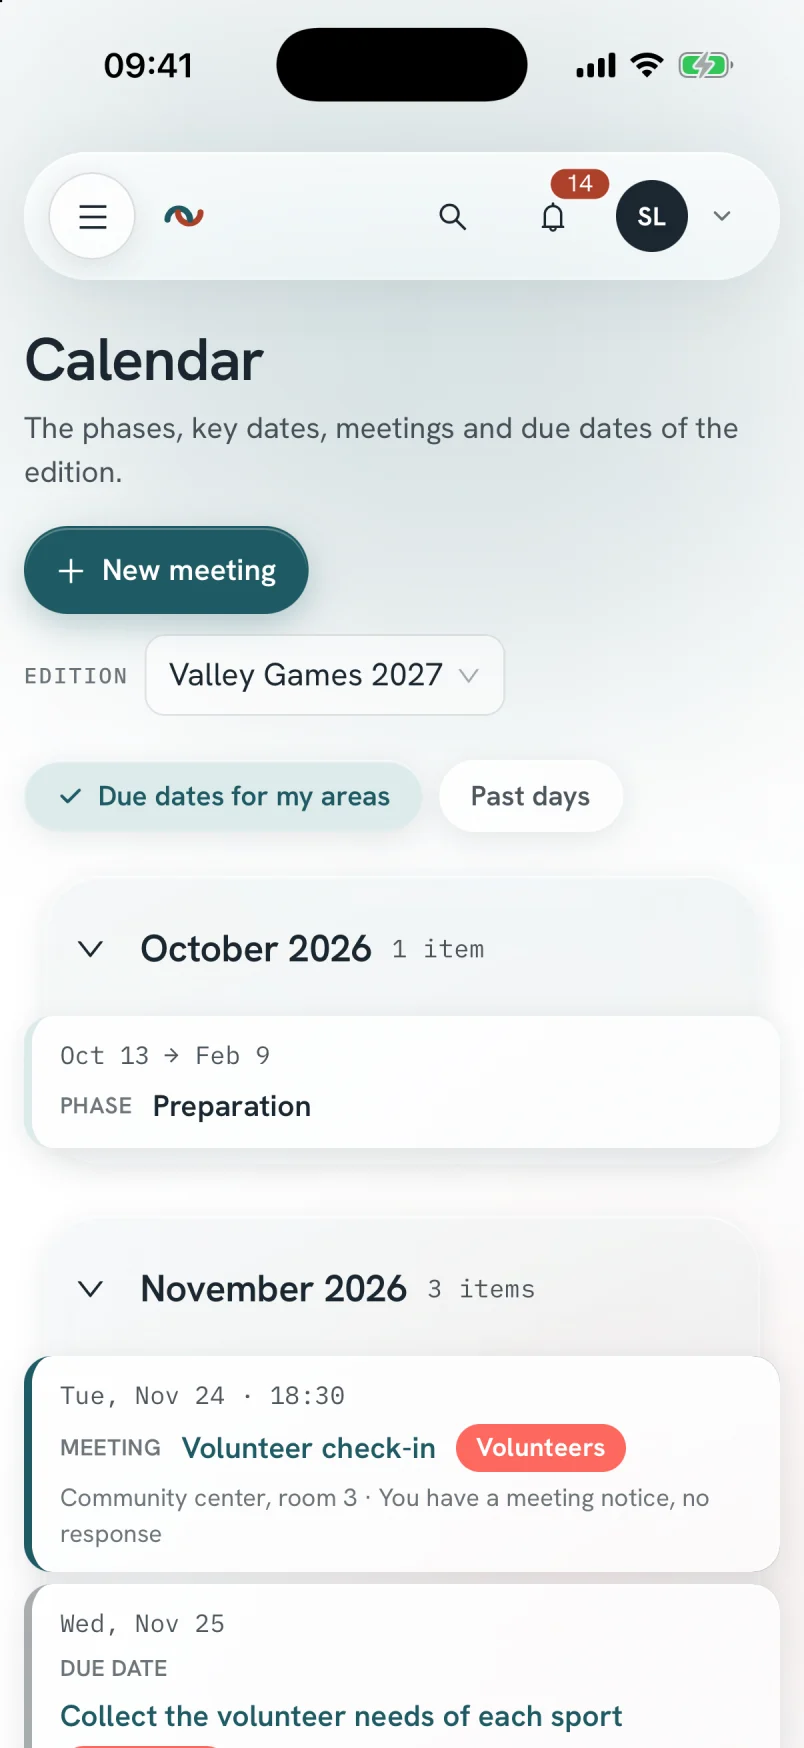 09:41
14
SL
Calendar
The phases, key dates, meetings and due dates of the
edition.
New meeting
EDITION Valley Games 2027
Due dates for my areas Past days
October 2026 1 item
Oct 13 → Feb 9
PHASE Preparation
November 2026 3 items
Tue, Nov 24 · 18:30
MEETING Volunteer check-in Volunteers
Community center, room 3 · You have a meeting notice, no
response
Wed, Nov 25
DUE DATE
Collect the volunteer needs of each sport